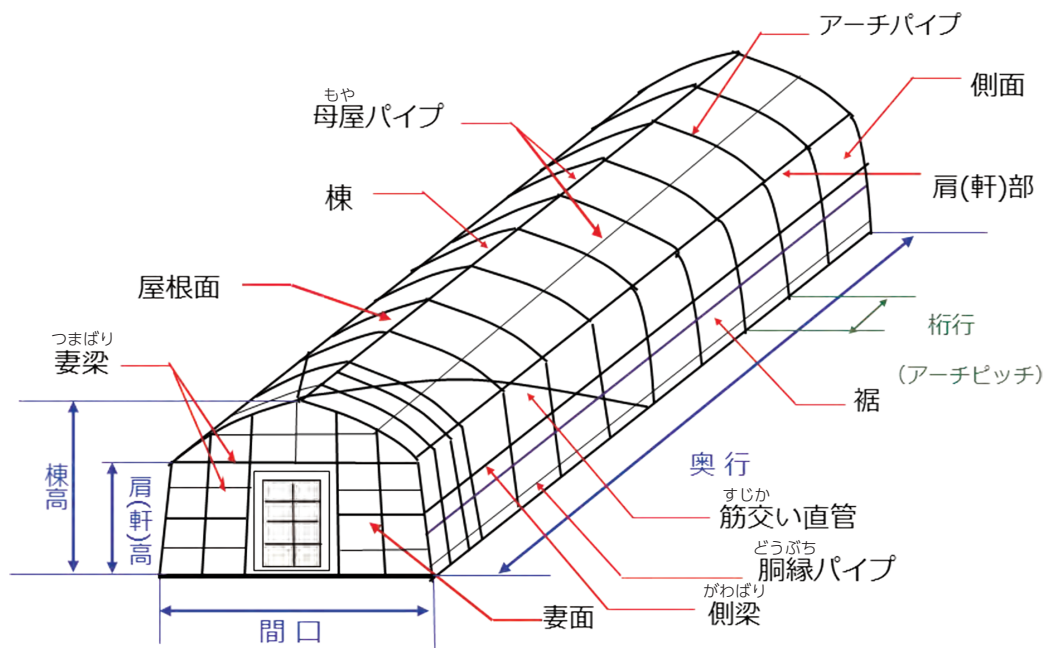 アーチパイプ
側面
もや
母屋パイプ
肩(軒)部
棟
屋根面
桁行
(アーチピッチ)
つまばり
妻梁
裾
棟高
肩(軒)高
奥行
すじか
筋交い直管
どうぶち
胴縁パイプ
がわばり
側梁
妻面
間口